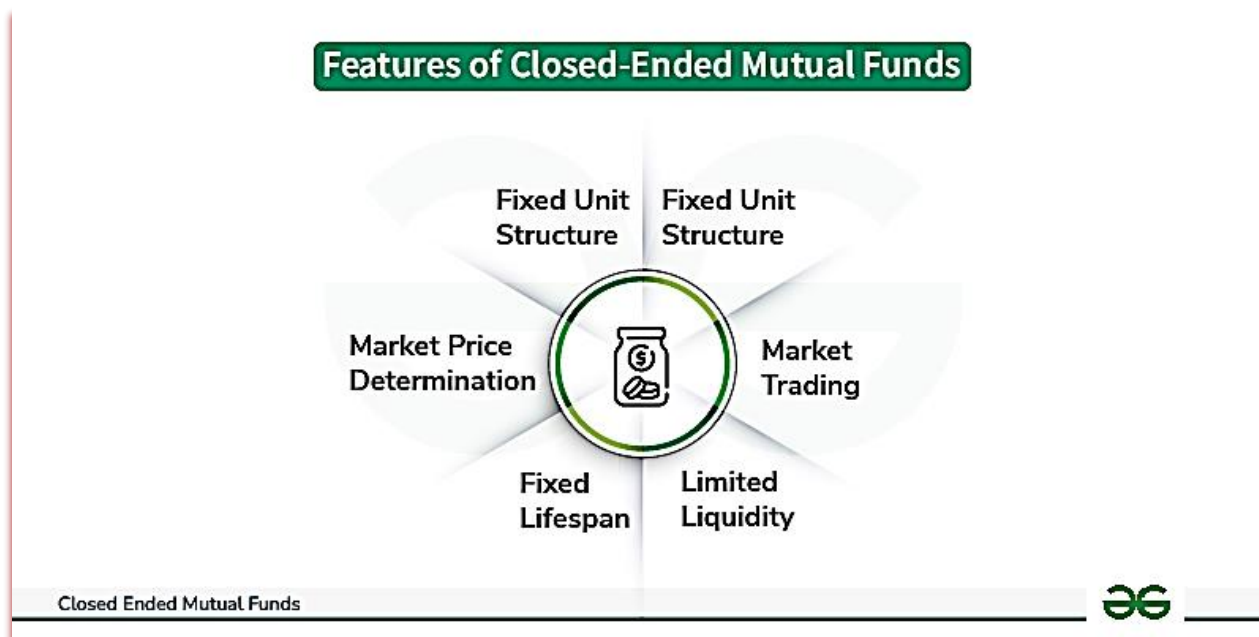 Features of Closed-Ended Mutual Funds
Fixed Unit
Structure
Fixed Unit
Structure
Market Price
Determination
Market
Trading
Fixed
Lifespan
Limited
Liquidity
Closed Ended Mutual Funds